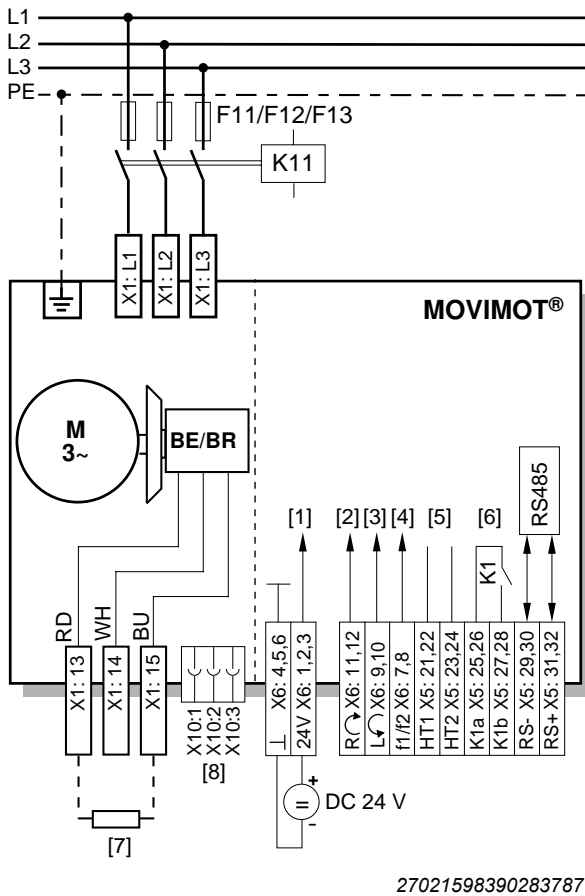 L1
L2
L3
PE
F11/F12/F13
K11
X1: L1
X1: L2
X1: L3
MOVIMOT®
M
3~
BE/BR
RS485
[1]
[2]
[3]
[4]
[5]
[6]
K1
RD
WH
BU
X1: 13
X1: 14
X1: 15
X10:1
X10:2
X10:3
[8]
⊥ X6: 4,5,6
24V X6: 1,2,3
R X6: 11,12
L X6: 9,10
f1/f2 X6: 7,8
HT1 X5: 21,22
HT2 X5: 23,24
K1a X5: 25,26
K1b X5: 27,28
RS- X5: 29,30
RS+ X5: 31,32
+
=
-
DC 24 V
[7]
27021598390283787